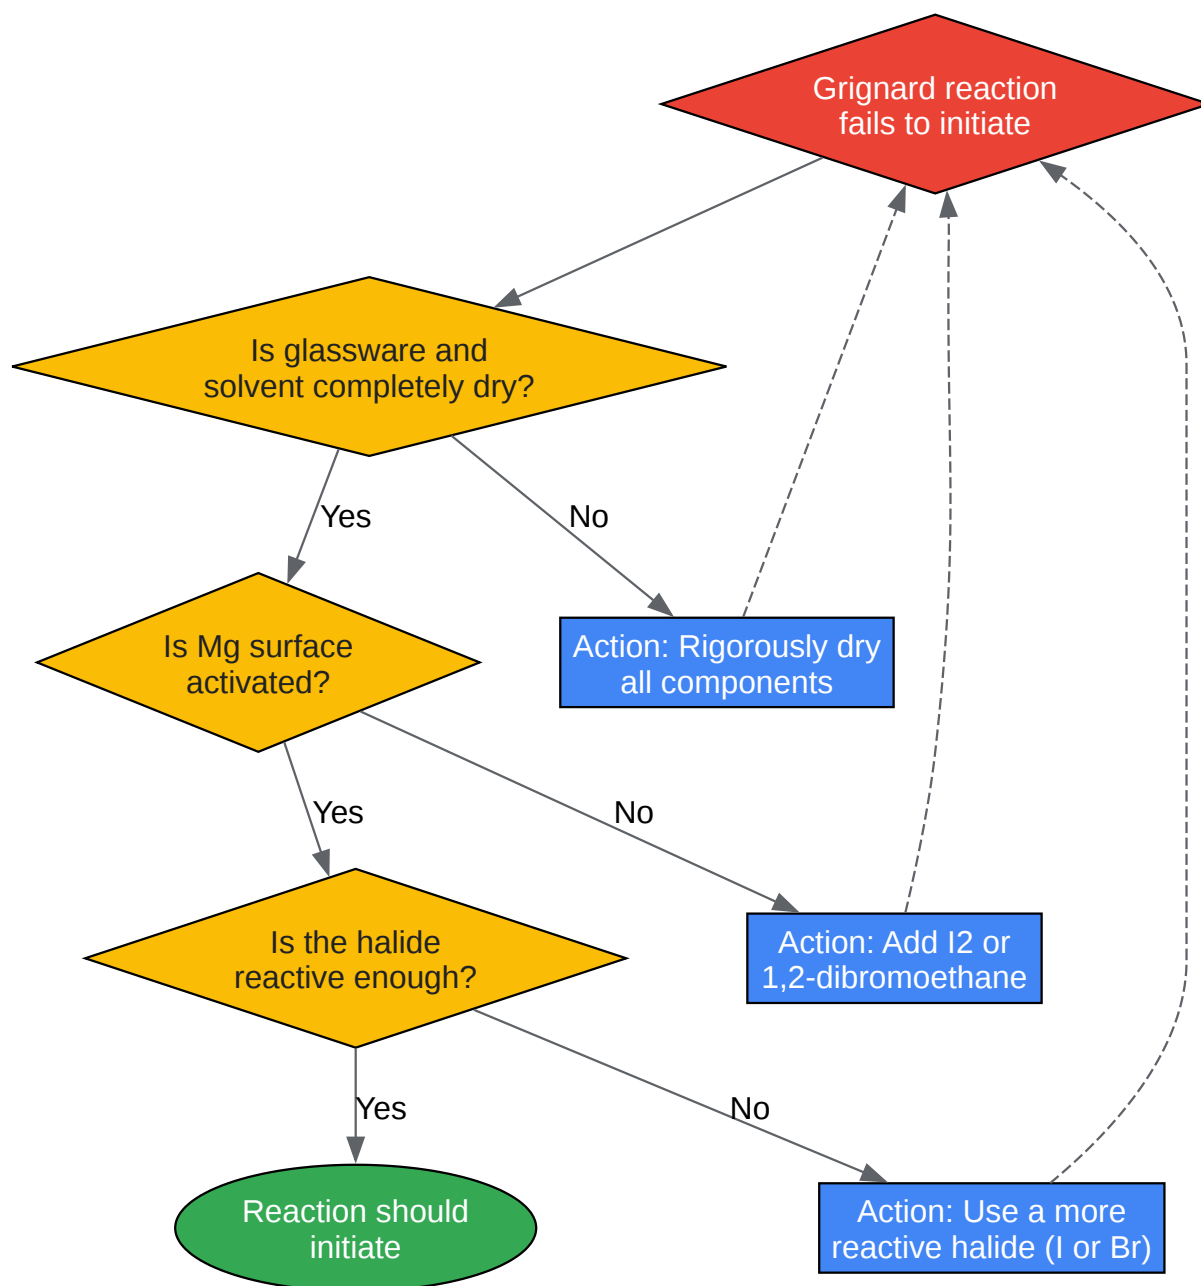 Grignard reaction
fails to initiate
Is glassware and
solvent completely dry?
Yes
No
Is Mg surface
activated?
Action: Rigorously dry
all components
Yes
No
Is the halide
reactive enough?
Action: Add I2 or
1,2-dibromoethane
Yes
No
Reaction should
initiate
Action: Use a more
reactive halide (I or Br)